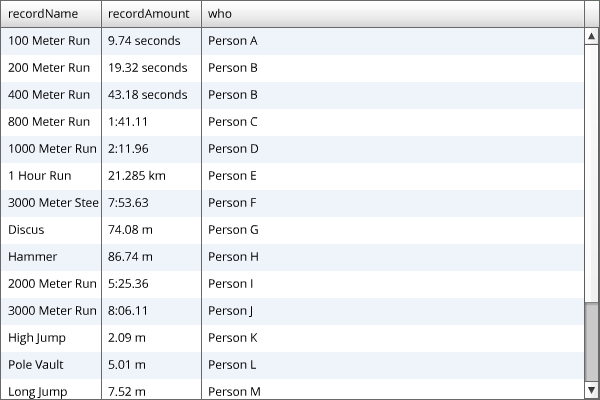 recordName recordAmount who
100 Meter Run 9.74 seconds Person A
200 Meter Run 19.32 seconds Person B
400 Meter Run 43.18 seconds Person B
800 Meter Run 1:41.11 Person C
1000 Meter Run 2:11.96 Person D
1 Hour Run 21.285 km Person E
3000 Meter Stee 7:53.63 Person F
Discus 74.08 m Person G
Hammer 86.74 m Person H
2000 Meter Run 5:25.36 Person I
3000 Meter Run 8:06.11 Person J
High Jump 2.09 m Person K
Pole Vault 5.01 m Person L
Long Jump 7.52 m Person M